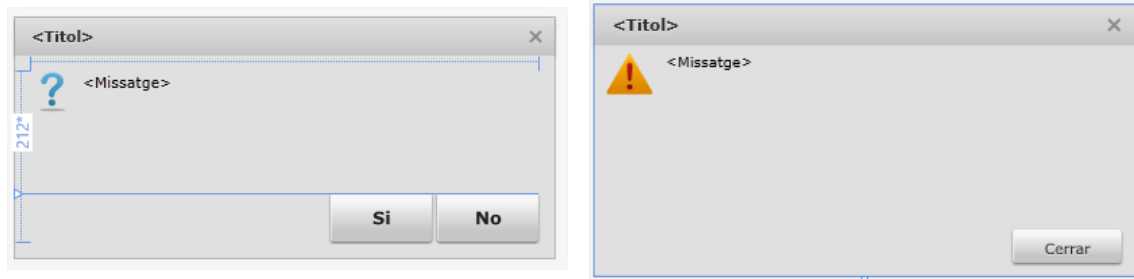 <Titol>
<Missatge>
212*
Si No
<Titol>
<Missatge>
Cerrar